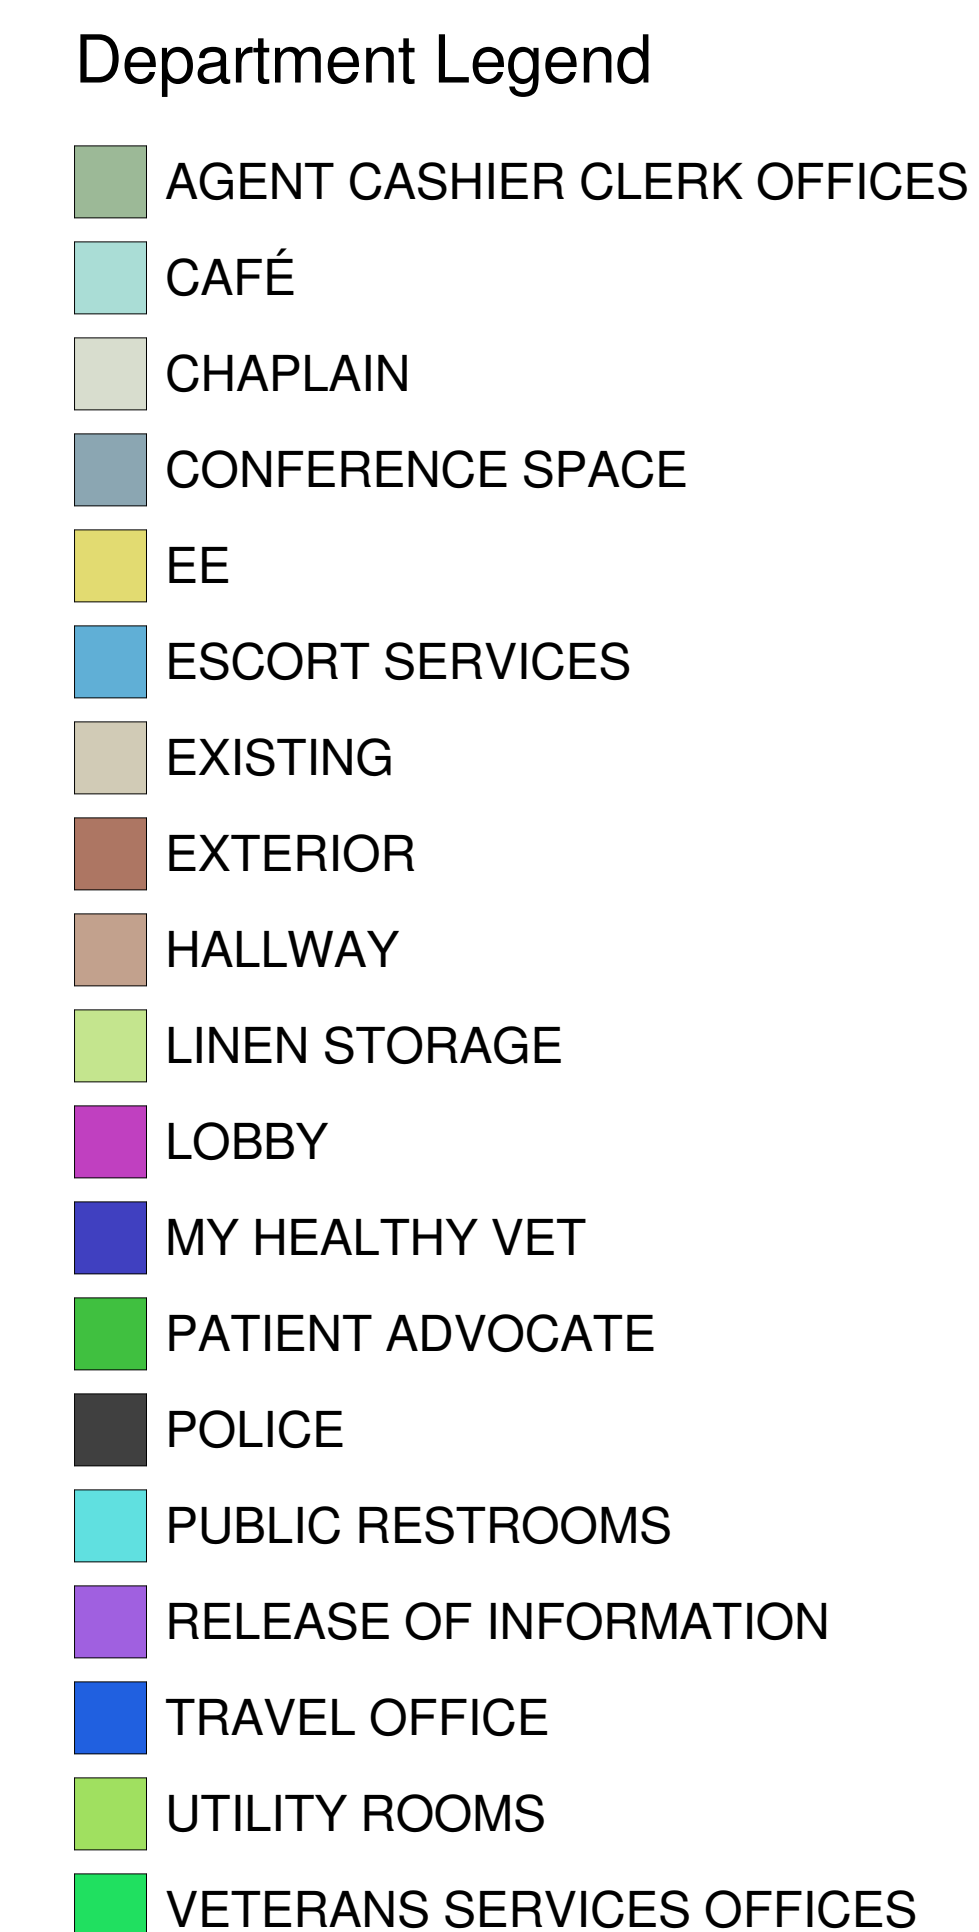 Department Legend
AGENT CASHIER CLERK OFFICES
CAFÉ
CHAPLAIN
CONFERENCE SPACE
EE
ESCORT SERVICES
EXISTING
EXTERIOR
HALLWAY
LINEN STORAGE
LOBBY
MY HEALTHY VET
PATIENT ADVOCATE
POLICE
PUBLIC RESTROOMS
RELEASE OF INFORMATION
TRAVEL OFFICE
UTILITY ROOMS
VETERANS SERVICES OFFICES